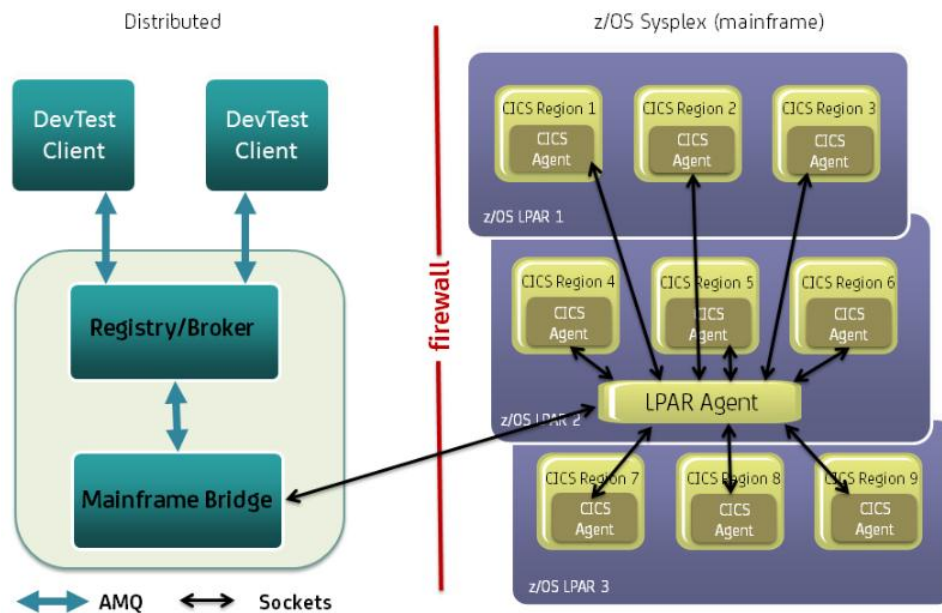 Distributed
z/OS Sysplex (mainframe)
DevTest
Client
DevTest
Client
Registry/Broker
Mainframe Bridge
AMQ
Sockets
firewall
CICS Region 1
CICS
Agent
CICS Region 2
CICS
Agent
CICS Region 3
CICS
Agent
z/OS LPAR 1
CICS Region 4
CICS
Agent
CICS Region 5
CICS
Agent
CICS Region 6
CICS
Agent
LPAR Agent
z/OS LPAR 2
CICS Region 7
CICS
Agent
CICS Region 8
CICS
Agent
CICS Region 9
CICS
Agent
z/OS LPAR 3